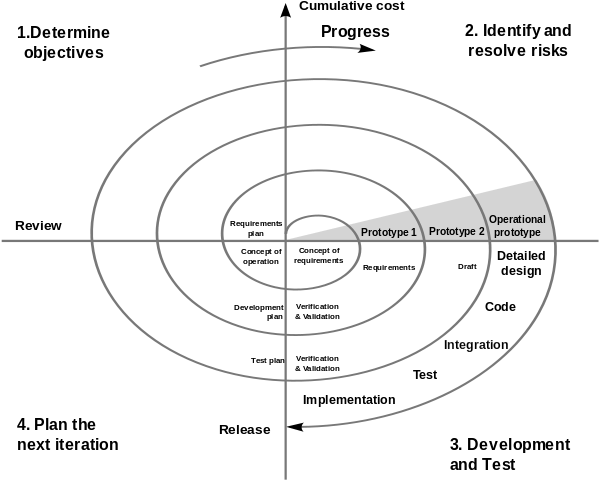 Cumulative cost
Progress
1.Determine
objectives
2. Identify and
resolve risks
Requirements
plan
Review
Prototype 1
Prototype 2
Operational
prototype
Concept of
operation
Concept of
requirements
Requirements
Draft
Detailed
design
Development
plan
Verification
& Validation
Code
Integration
Test plan
Verification
& Validation
Test
Implementation
4. Plan the
next iteration
Release
3. Development
and Test